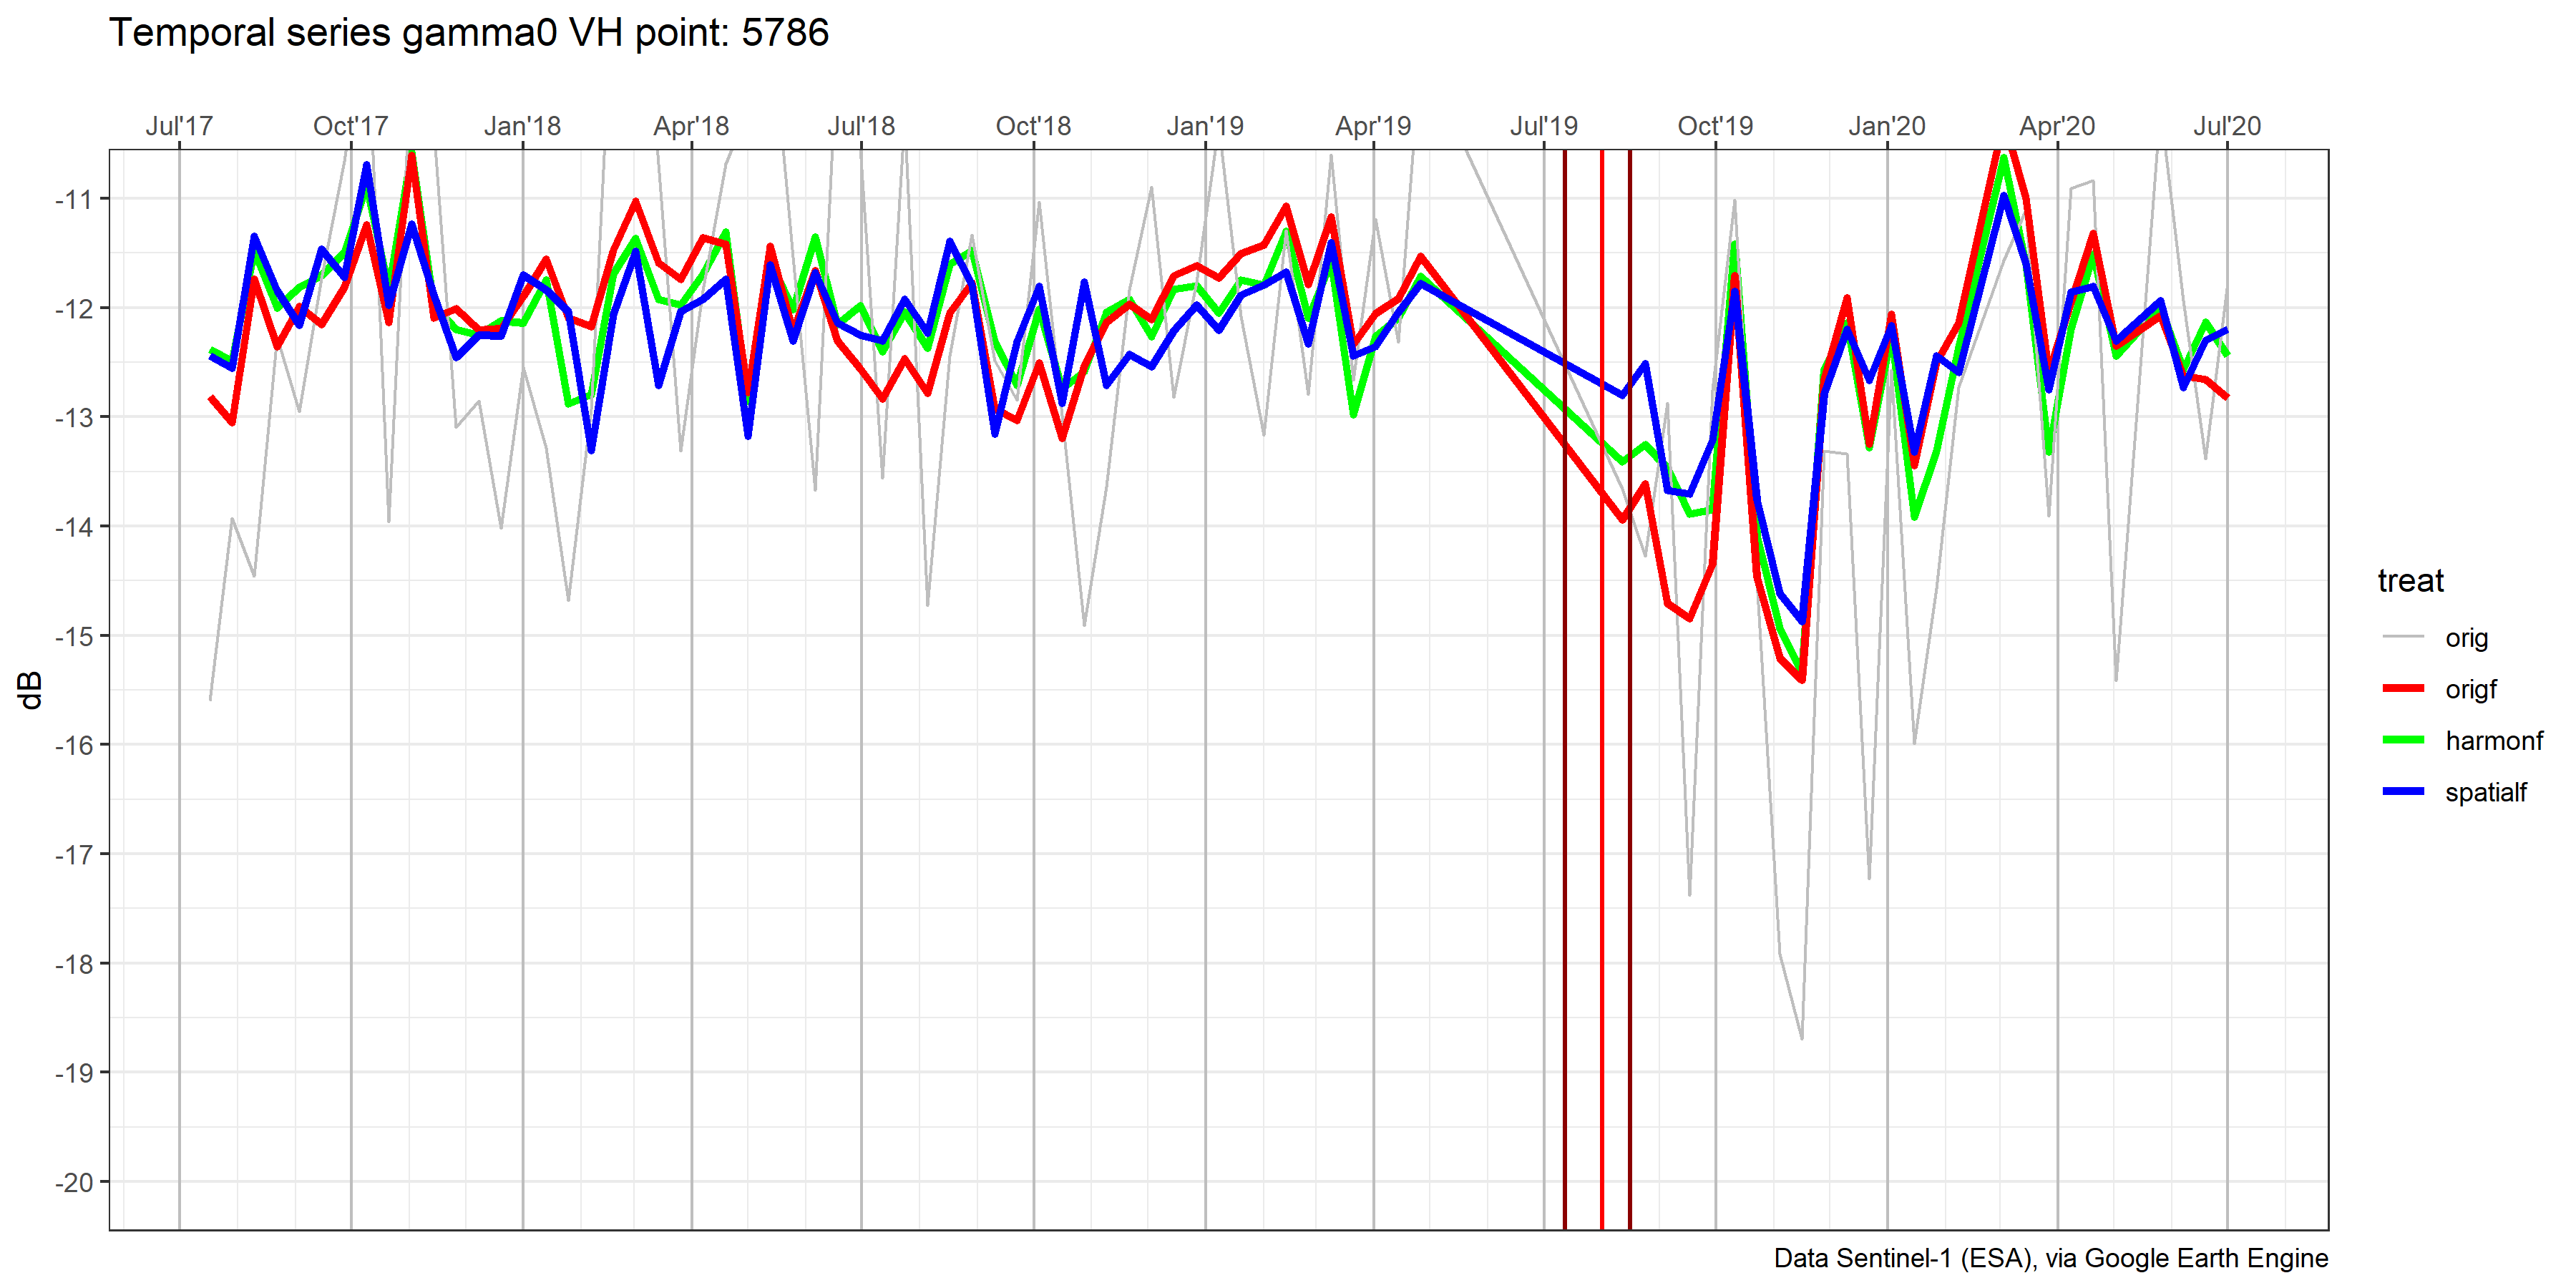 Temporal series gamma0 VH point: 5786
Jul'17 Oct'17 Jan'18 Apr'18 Jul'18 Oct'18 Jan'19 Apr'19 Jul'19 Oct'19 Jan'20 Apr'20 Jul'20
-11
-12
-13
-14
-15
-16
-17
-18
-19
-20
dB
treat
orig
origf
harmonf
spatialf
Data Sentinel-1 (ESA), via Google Earth Engine